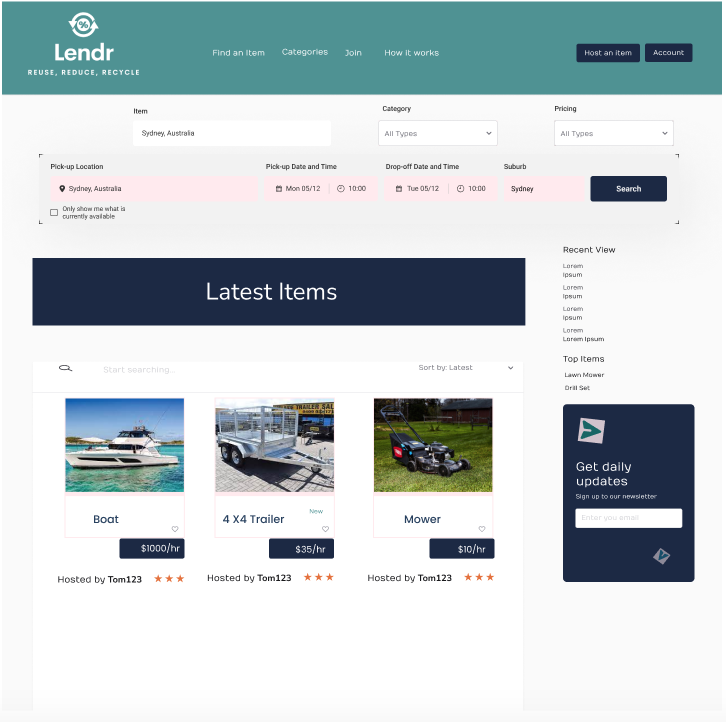 %
Lendr
REUSE, REDUCE, RECYCLE
Find an Item
Categories
Join
How it works
Host an item
Account
Item
Category
Pricing
Sydney, Australia
All Types
All Types
Pick-up Location
Pick-up Date and Time
Drop-off Date and Time
Suburb
Sydney, Australia
Mon 05/12
10:00
Tue 05/12
10:00
Sydney
Search
Only show me what is
currently available
Recent View
Lorem
Ipsum
Lorem
Ipsum
Lorem
Ipsum
Lorem
Lorem Ipsum
Top Items
Lawn Mower
Drill Set
Latest Items
Start searching...
Sort by: Latest
TRAILER SAL
Boat
New
4 X4 Trailer
Mower
$1000/hr
$35/hr
$10/hr
Hosted by Tom123
Hosted by Tom123
Hosted by Tom123
Get daily
updates
Sign up to our newsletter
Enter you email